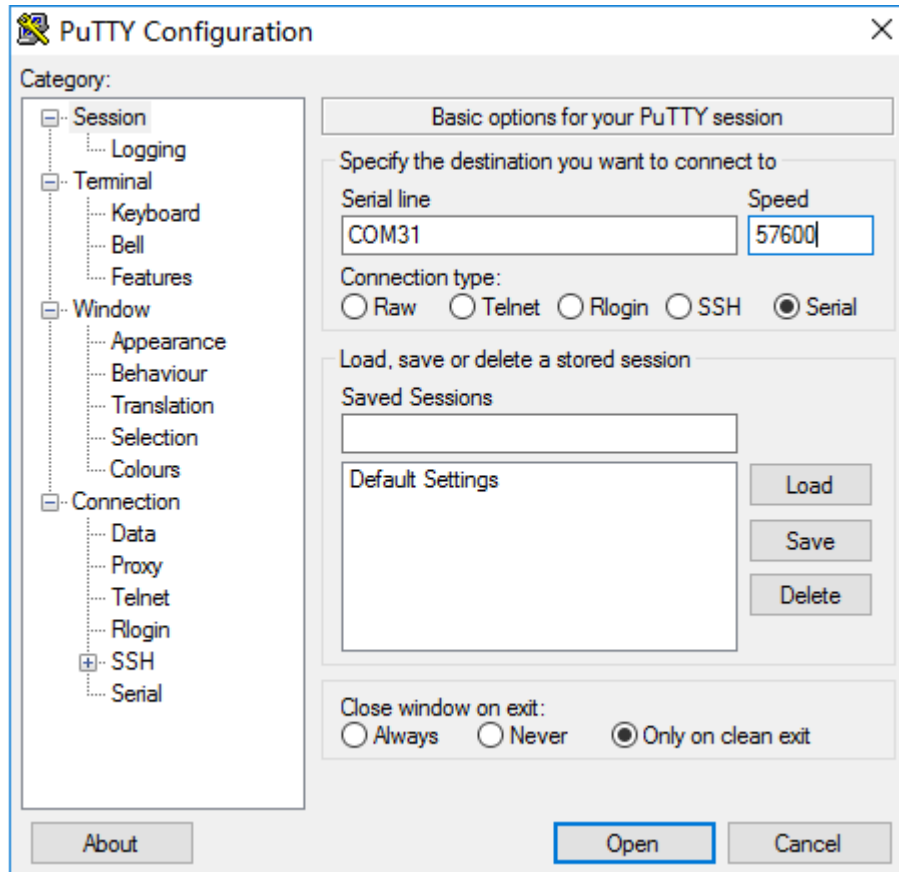 PuTTY Configuration
Category:
Session
Logging
Terminal
Keyboard
Bell
Features
Window
Appearance
Behaviour
Translation
Selection
Colours
Connection
Data
Proxy
Telnet
Rlogin
SSH
Serial
Basic options for your PuTTY session
Specify the destination you want to connect to
Serial line Speed
COM31 57600
Connection type:
Raw Telnet Rlogin SSH Serial
Load, save or delete a stored session
Saved Sessions
Default Settings
Load
Save
Delete
Close window on exit:
Always Never Only on clean exit
About Open Cancel